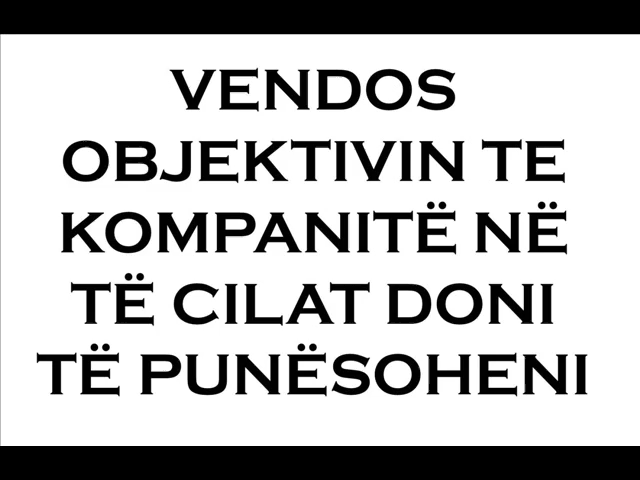 VENDOS
OBJEKTIVIN TE
KOMPANITË NË
TË CILAT DONI
TË PUNËSOHENI